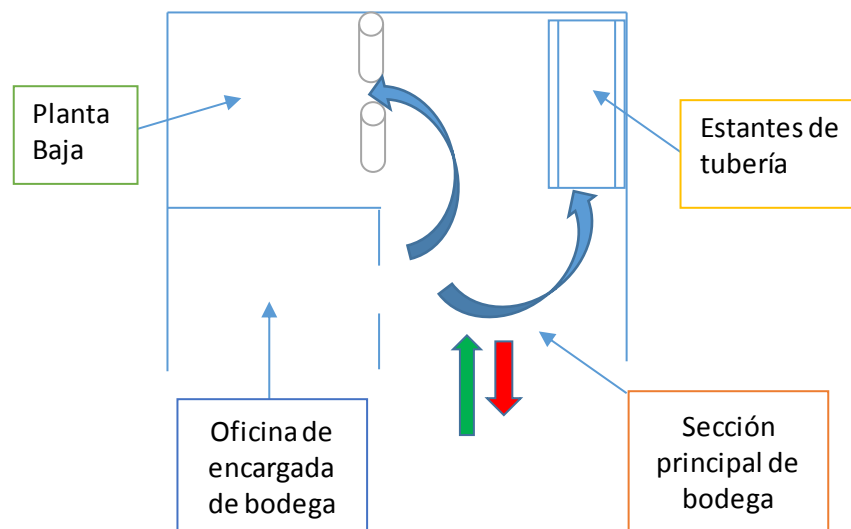 Planta
Baja
Estantes de
tubería
Oficina de
encargada
de bodega
Sección
principal de
bodega